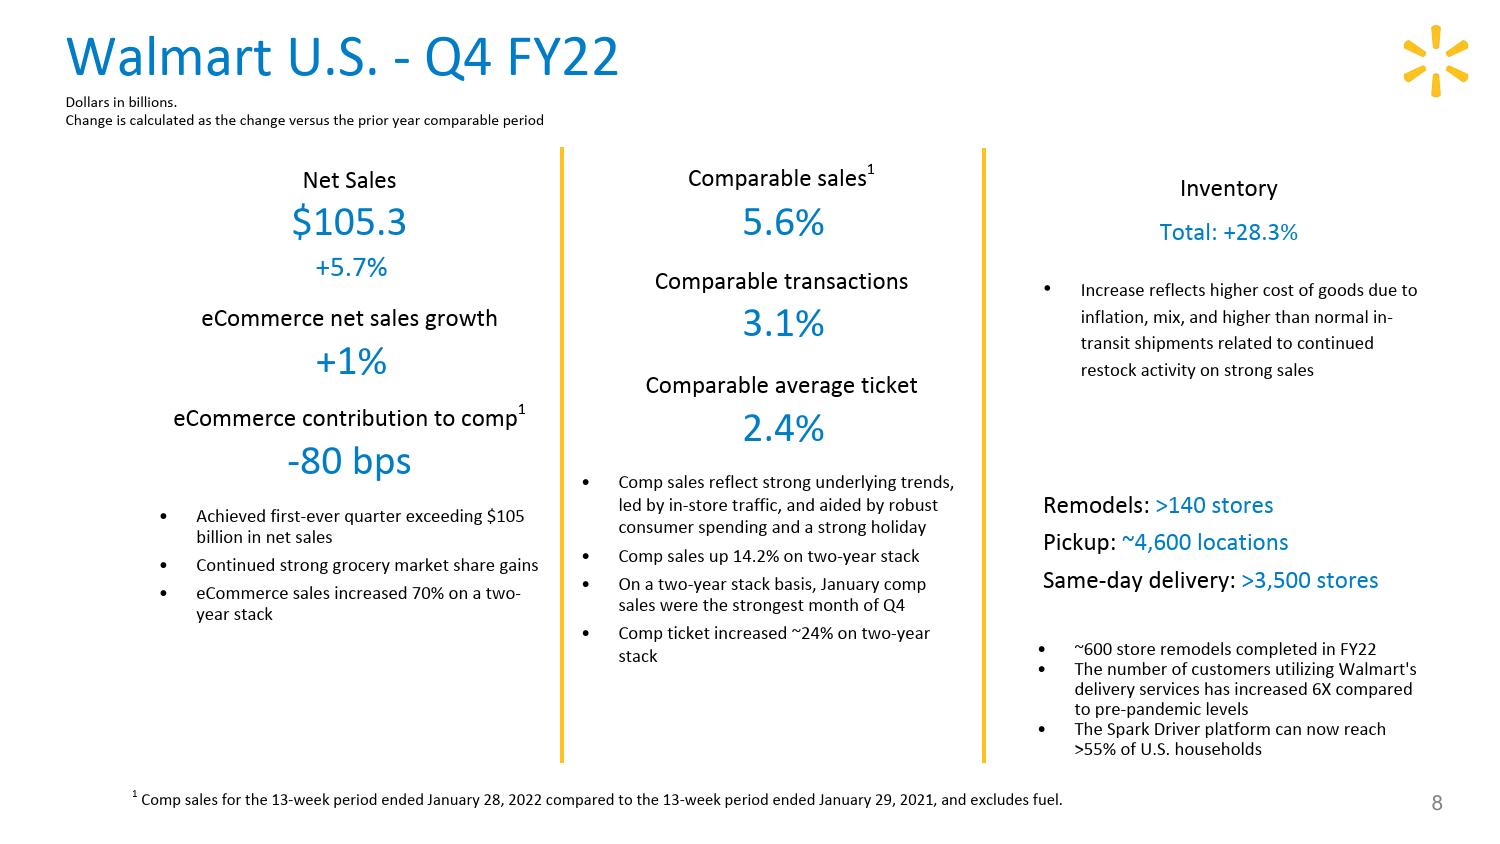 Walmart U.S. - Q4 FY22
Dollars in billions.
Change is calculated as the change versus the prior year comparable period
Net Sales
$105.3
+5.7%
eCommerce net sales growth
+1%
eCommerce contribution to comp1
-80 bps
• Achieved first-ever quarter exceeding $105
billion in net sales
• Continued strong grocery market share gains
• eCommerce sales increased 70% on a two-
year stack
Comparable sales1
5.6%
Comparable transactions
3.1%
Comparable average ticket
2.4%
• Comp sales reflect strong underlying trends,
led by in-store traffic, and aided by robust
consumer spending and a strong holiday
• Comp sales up 14.2% on two-year stack
• On a two-year stack basis, January comp
sales were the strongest month of Q4
• Comp ticket increased ~24% on two-year
stack
Inventory
Total: +28.3%
• Increase reflects higher cost of goods due to
inflation, mix, and higher than normal in-
transit shipments related to continued
restock activity on strong sales
Remodels: >140 stores
Pickup: ~4,600 locations
Same-day delivery: >3,500 stores
• ~600 store remodels completed in FY22
• The number of customers utilizing Walmart's
delivery services has increased 6X compared
to pre-pandemic levels
• The Spark Driver platform can now reach
>55% of U.S. households
1 Comp sales for the 13-week period ended January 28, 2022 compared to the 13-week period ended January 29, 2021, and excludes fuel.
8